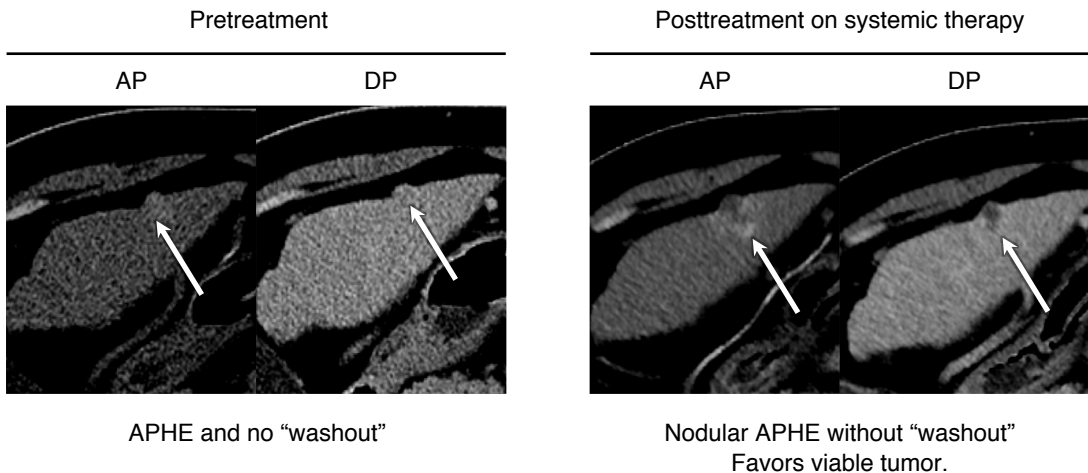 Pretreatment
Posttreatment on systemic therapy
AP
DP
AP
DP
APHE and no “washout”
Nodular APHE without “washout”
Favors viable tumor.